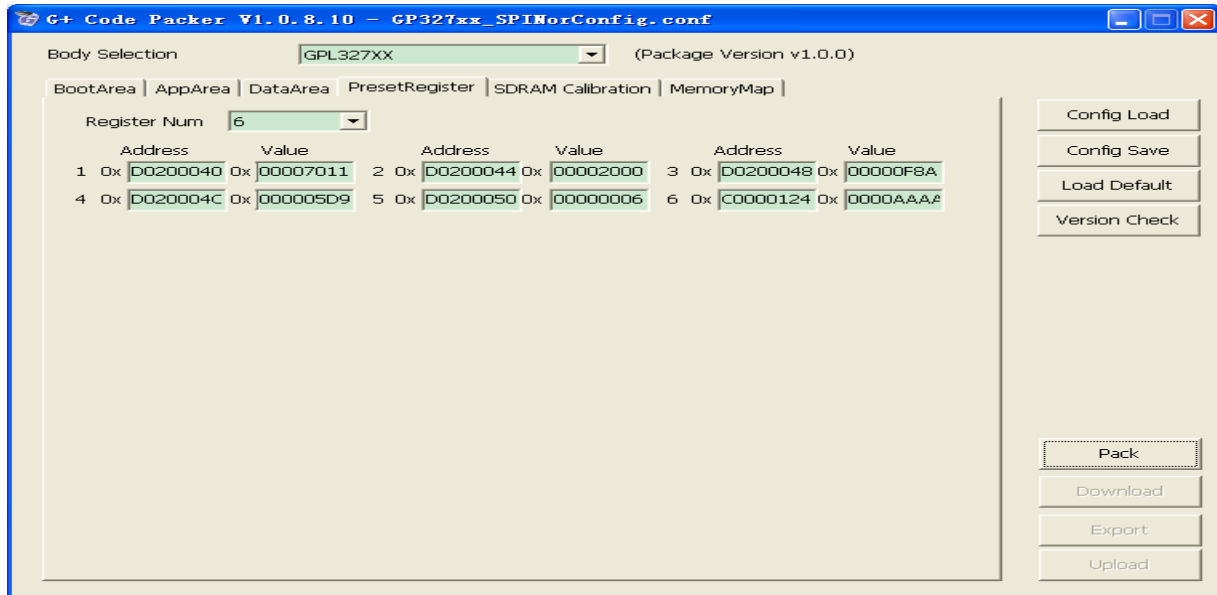 G+ Code Packer V1.0.8.10 - GP327xx_SPINorConfig.conf
Body Selection GPL327XX (Package Version v1.0.0)
BootArea AppArea DataArea PresetRegister SDRAM Calibration MemoryMap
Register Num 6
Address Value Address Value Address Value
1 0x D0200040 0x 00007011 2 0x D0200044 0x 00002000 3 0x D0200048 0x 00000F8A
4 0x D020004C 0x 000005D9 5 0x D0200050 0x 00000006 6 0x C0000124 0x 0000AAAA
Config Load
Config Save
Load Default
Version Check
Pack
Download
Export
Upload